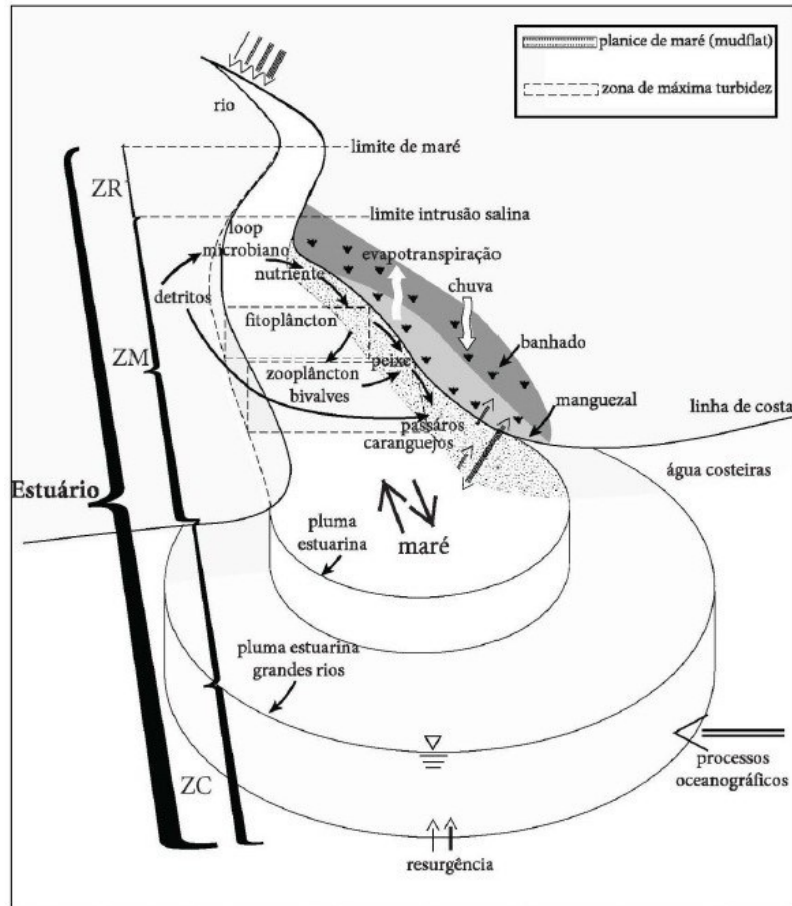 planice de maré (mudflat)
zona de máxima turbidez
rio
limite de maré
ZR
limite intrusão salina
loop
microbiano
evapotranspiração
nutriente
chuva
detritos
fitoplâncton
banhado
ZM
peixe
zooplâncton
bivalves
manguezal
linha de costa
pássaros
caranguejos
água costeiras
Estuário
maré
pluma
estuarina
pluma estuarina
grandes rios
processos
oceanográficos
ZC
resurgência